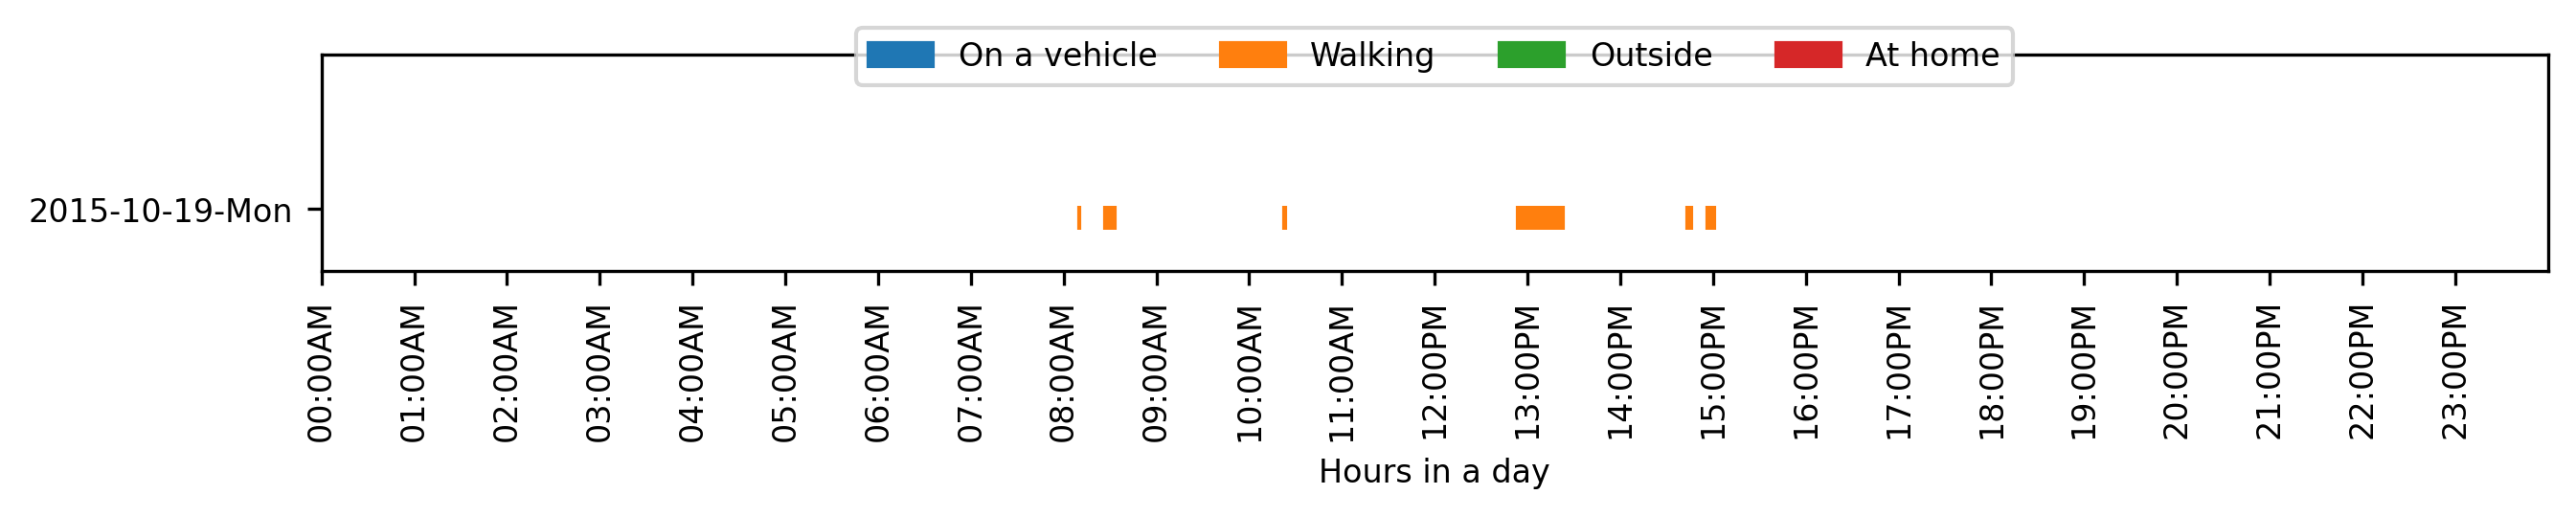 On a vehicle Walking Outside At home
2015-10-19-Mon
00:00AM 01:00AM 02:00AM 03:00AM 04:00AM 05:00AM 06:00AM 07:00AM 08:00AM 09:00AM 10:00AM 11:00AM 12:00PM 13:00PM 14:00PM 15:00PM 16:00PM 17:00PM 18:00PM 19:00PM 20:00PM 21:00PM 22:00PM 23:00PM
Hours in a day